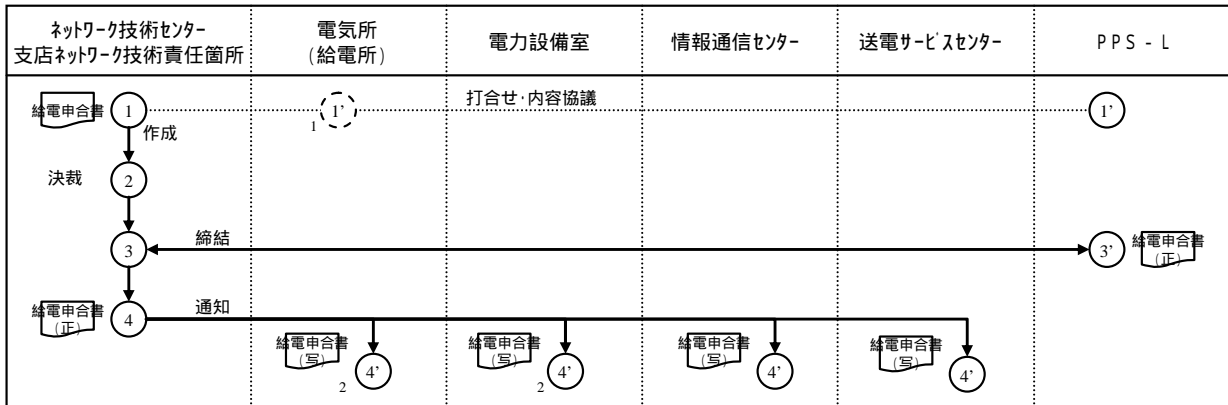 ﾈｯﾄﾜｰｸ技術ｾﾝﾀｰ
支店ﾈｯﾄﾜｰｸ技術責任箇所
電気所
(給電所)
電力設備室
情報通信ｾﾝﾀｰ
送電ｻｰﾋﾞｽｾﾝﾀｰ
ＰＰＳ－Ｌ
給電申合書
1
1’
1
打合せ･内容協議
1’
作成
決裁
2
3
締結
3’
給電申合書
(正)
給電申合書
(正)
4
通知
給電申合書
(写)
4’
2
給電申合書
(写)
4’
2
給電申合書
(写)
4’
給電申合書
(写)
4’